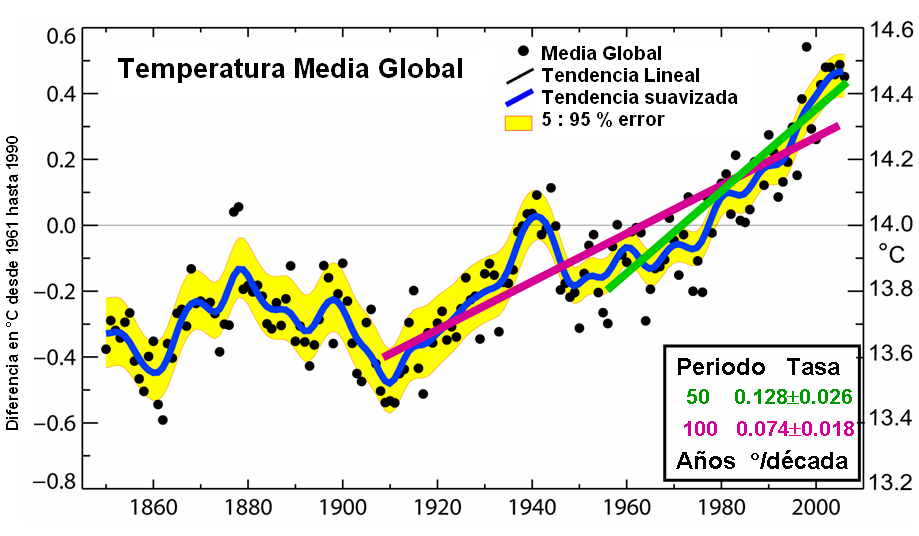 Temperatura Media Global
Media Global
Tendencia Lineal
Tendencia suavizada
5 : 95 % error
Diferencia en °C desde 1961 hasta 1990
0.6
0.4
0.2
0.0
−0.2
−0.4
−0.6
−0.8
14.6
14.4
14.2
14.0
°C
13.8
13.6
13.4
13.2
Periodo Tasa
50 0.128±0.026
100 0.074±0.018
Años °/década
1860 1880 1900 1920 1940 1960 1980 2000